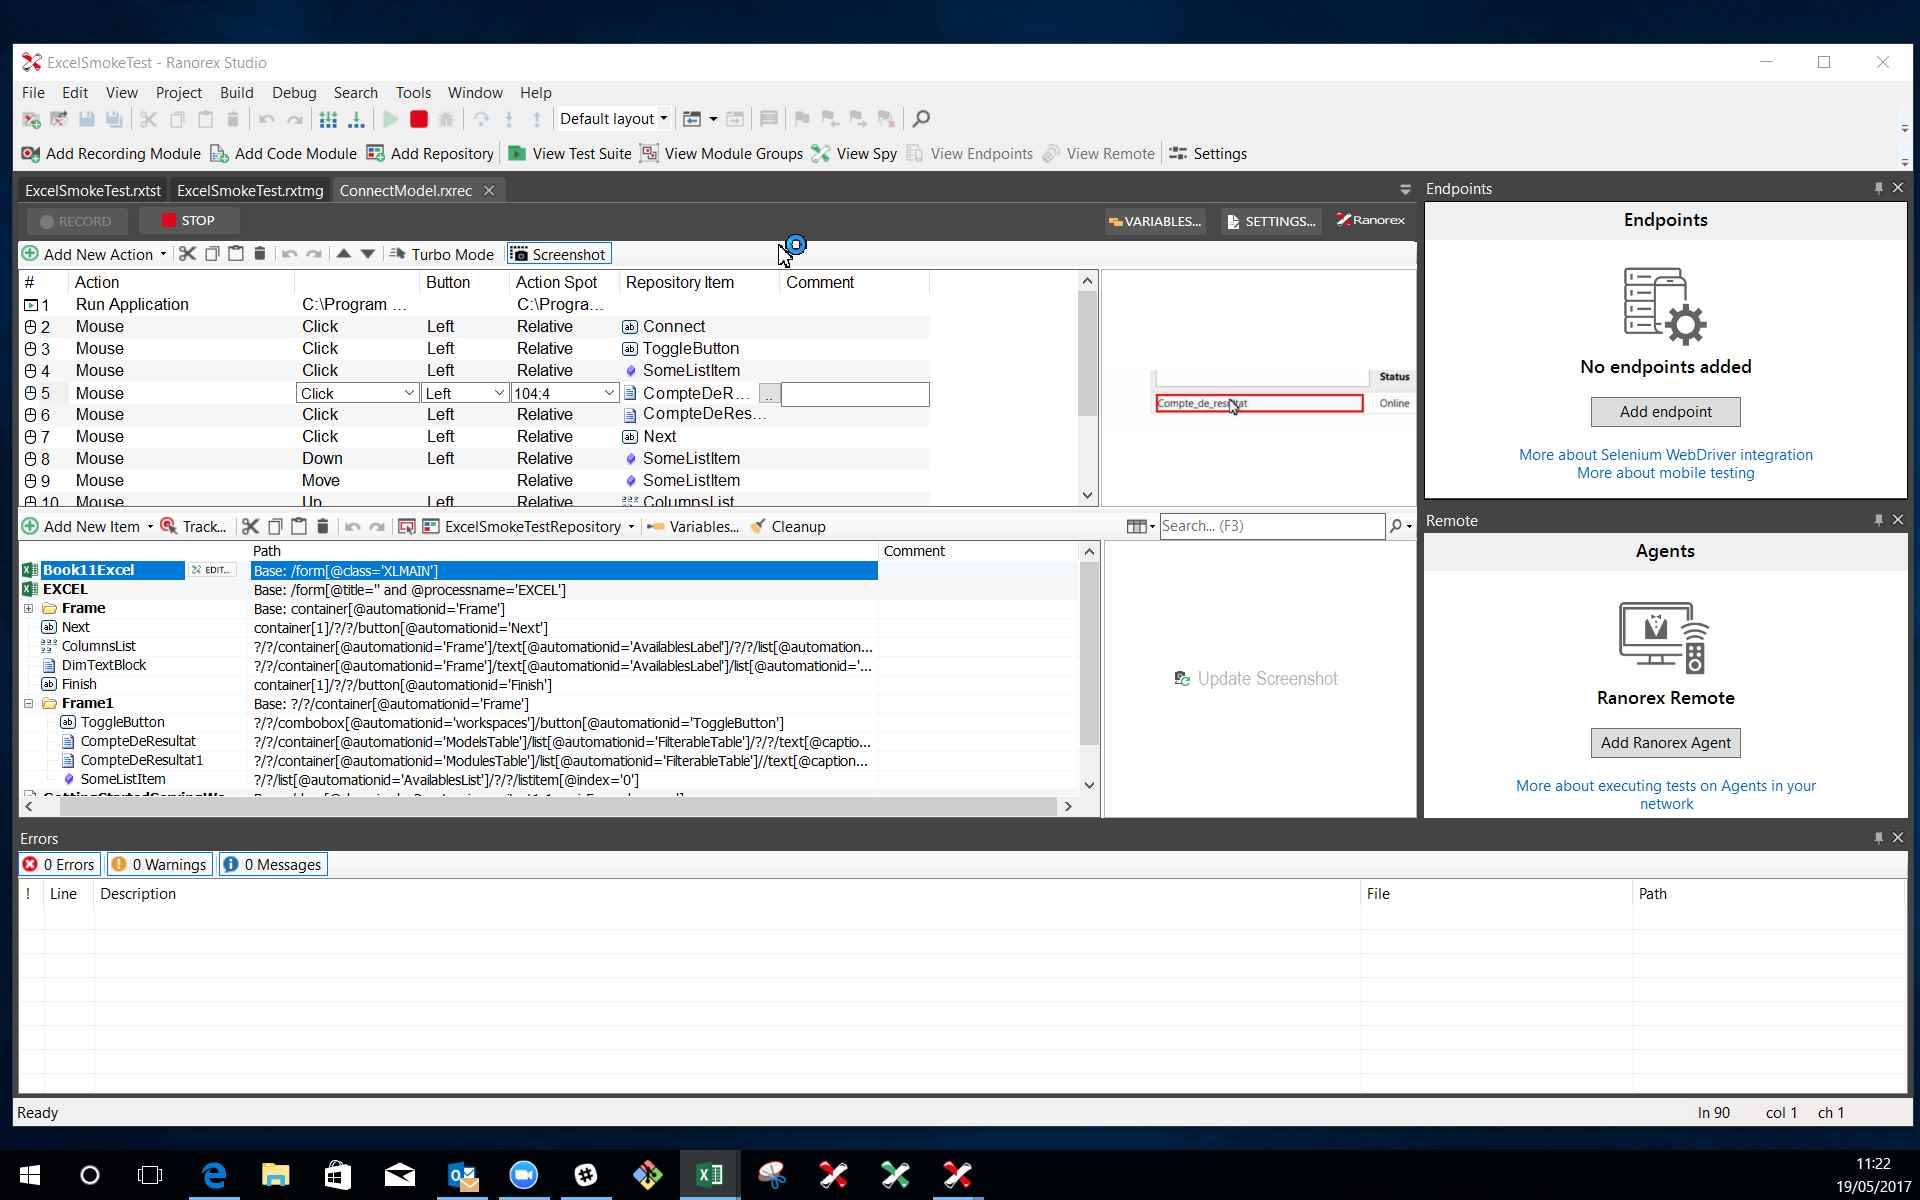 ExcelSmokeTest - Ranorex Studio
File Edit View Project Build Debug Search Tools Window Help
Default layout
Add Recording Module Add Code Module Add Repository View Test Suite View Module Groups View Spy View Endpoints View Remote Settings
ExcelSmokeTest.rxtst ExcelSmokeTest.rxtmg ConnectModel.rxrec
RECORD STOP VARIABLES... SETTINGS... Ranorex
Add New Action Turbo Mode Screenshot
# Action Button Action Spot Repository Item Comment
1 Run Application C:\Program ... C:\Progra...
2 Mouse Click Left Relative Connect
3 Mouse Click Left Relative ToggleButton
4 Mouse Click Left Relative SomeListItem
5 Mouse Click Left 104;4 CompteDeR... ..
6 Mouse Click Left Relative CompteDeRes...
7 Mouse Click Left Relative Next
8 Mouse Down Left Relative SomeListItem
9 Mouse Move Relative SomeListItem
10 Mouse Up Left Relative ColumnsList
Status
Compte_de_resultat Online
Add New Item Track... ExcelSmokeTestRepository Variables... Cleanup Search... (F3)
Path Comment
Book11Excel EDIT... Base: /form[@class='XLMAIN']
EXCEL Base: /form[@title='' and @processname='EXCEL']
Frame Base: container[@automationid='Frame']
Next container[1]/?/?/button[@automationid='Next']
ColumnsList ?/?/container[@automationid='Frame']/text[@automationid='AvailablesLabel']/?/?/list[@automation...
DimTextBlock ?/?/container[@automationid='Frame']/text[@automationid='AvailablesLabel']/list[@automationid='...
Finish container[1]/?/?/button[@automationid='Finish']
Frame1 Base: ?/?/container[@automationid='Frame']
ToggleButton ?/?/combobox[@automationid='workspaces']/button[@automationid='ToggleButton']
CompteDeResultat ?/?/container[@automationid='ModelsTable']/list[@automationid='FilterableTable']/?/?/text[@captio...
CompteDeResultat1 ?/?/container[@automationid='ModulesTable']/list[@automationid='FilterableTable']//text[@caption...
SomeListItem ?/?/list[@automationid='AvailablesList']/?/?/listitem[@index='0']
Update Screenshot
Endpoints
Endpoints
No endpoints added
Add endpoint
More about Selenium WebDriver integration
More about mobile testing
Remote
Agents
Ranorex Remote
Add Ranorex Agent
More about executing tests on Agents in your
network
Errors
0 Errors 0 Warnings 0 Messages
! Line Description File Path
Ready ln 90 col 1 ch 1
11:22
19/05/2017